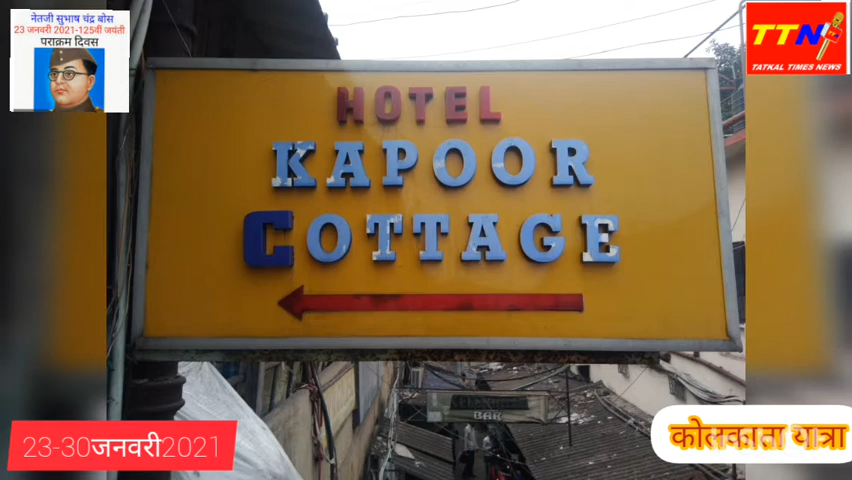 नेतजी सुभाष चंद्र बोस
23 जनवरी 2021-125वीं जयंती
पराक्रम दिवस
TTN
TATKAL TIMES NEWS
HOTEL
KAPOOR
COTTAGE
BAR
23-30जनवरी2021
कोलकाता यात्रा